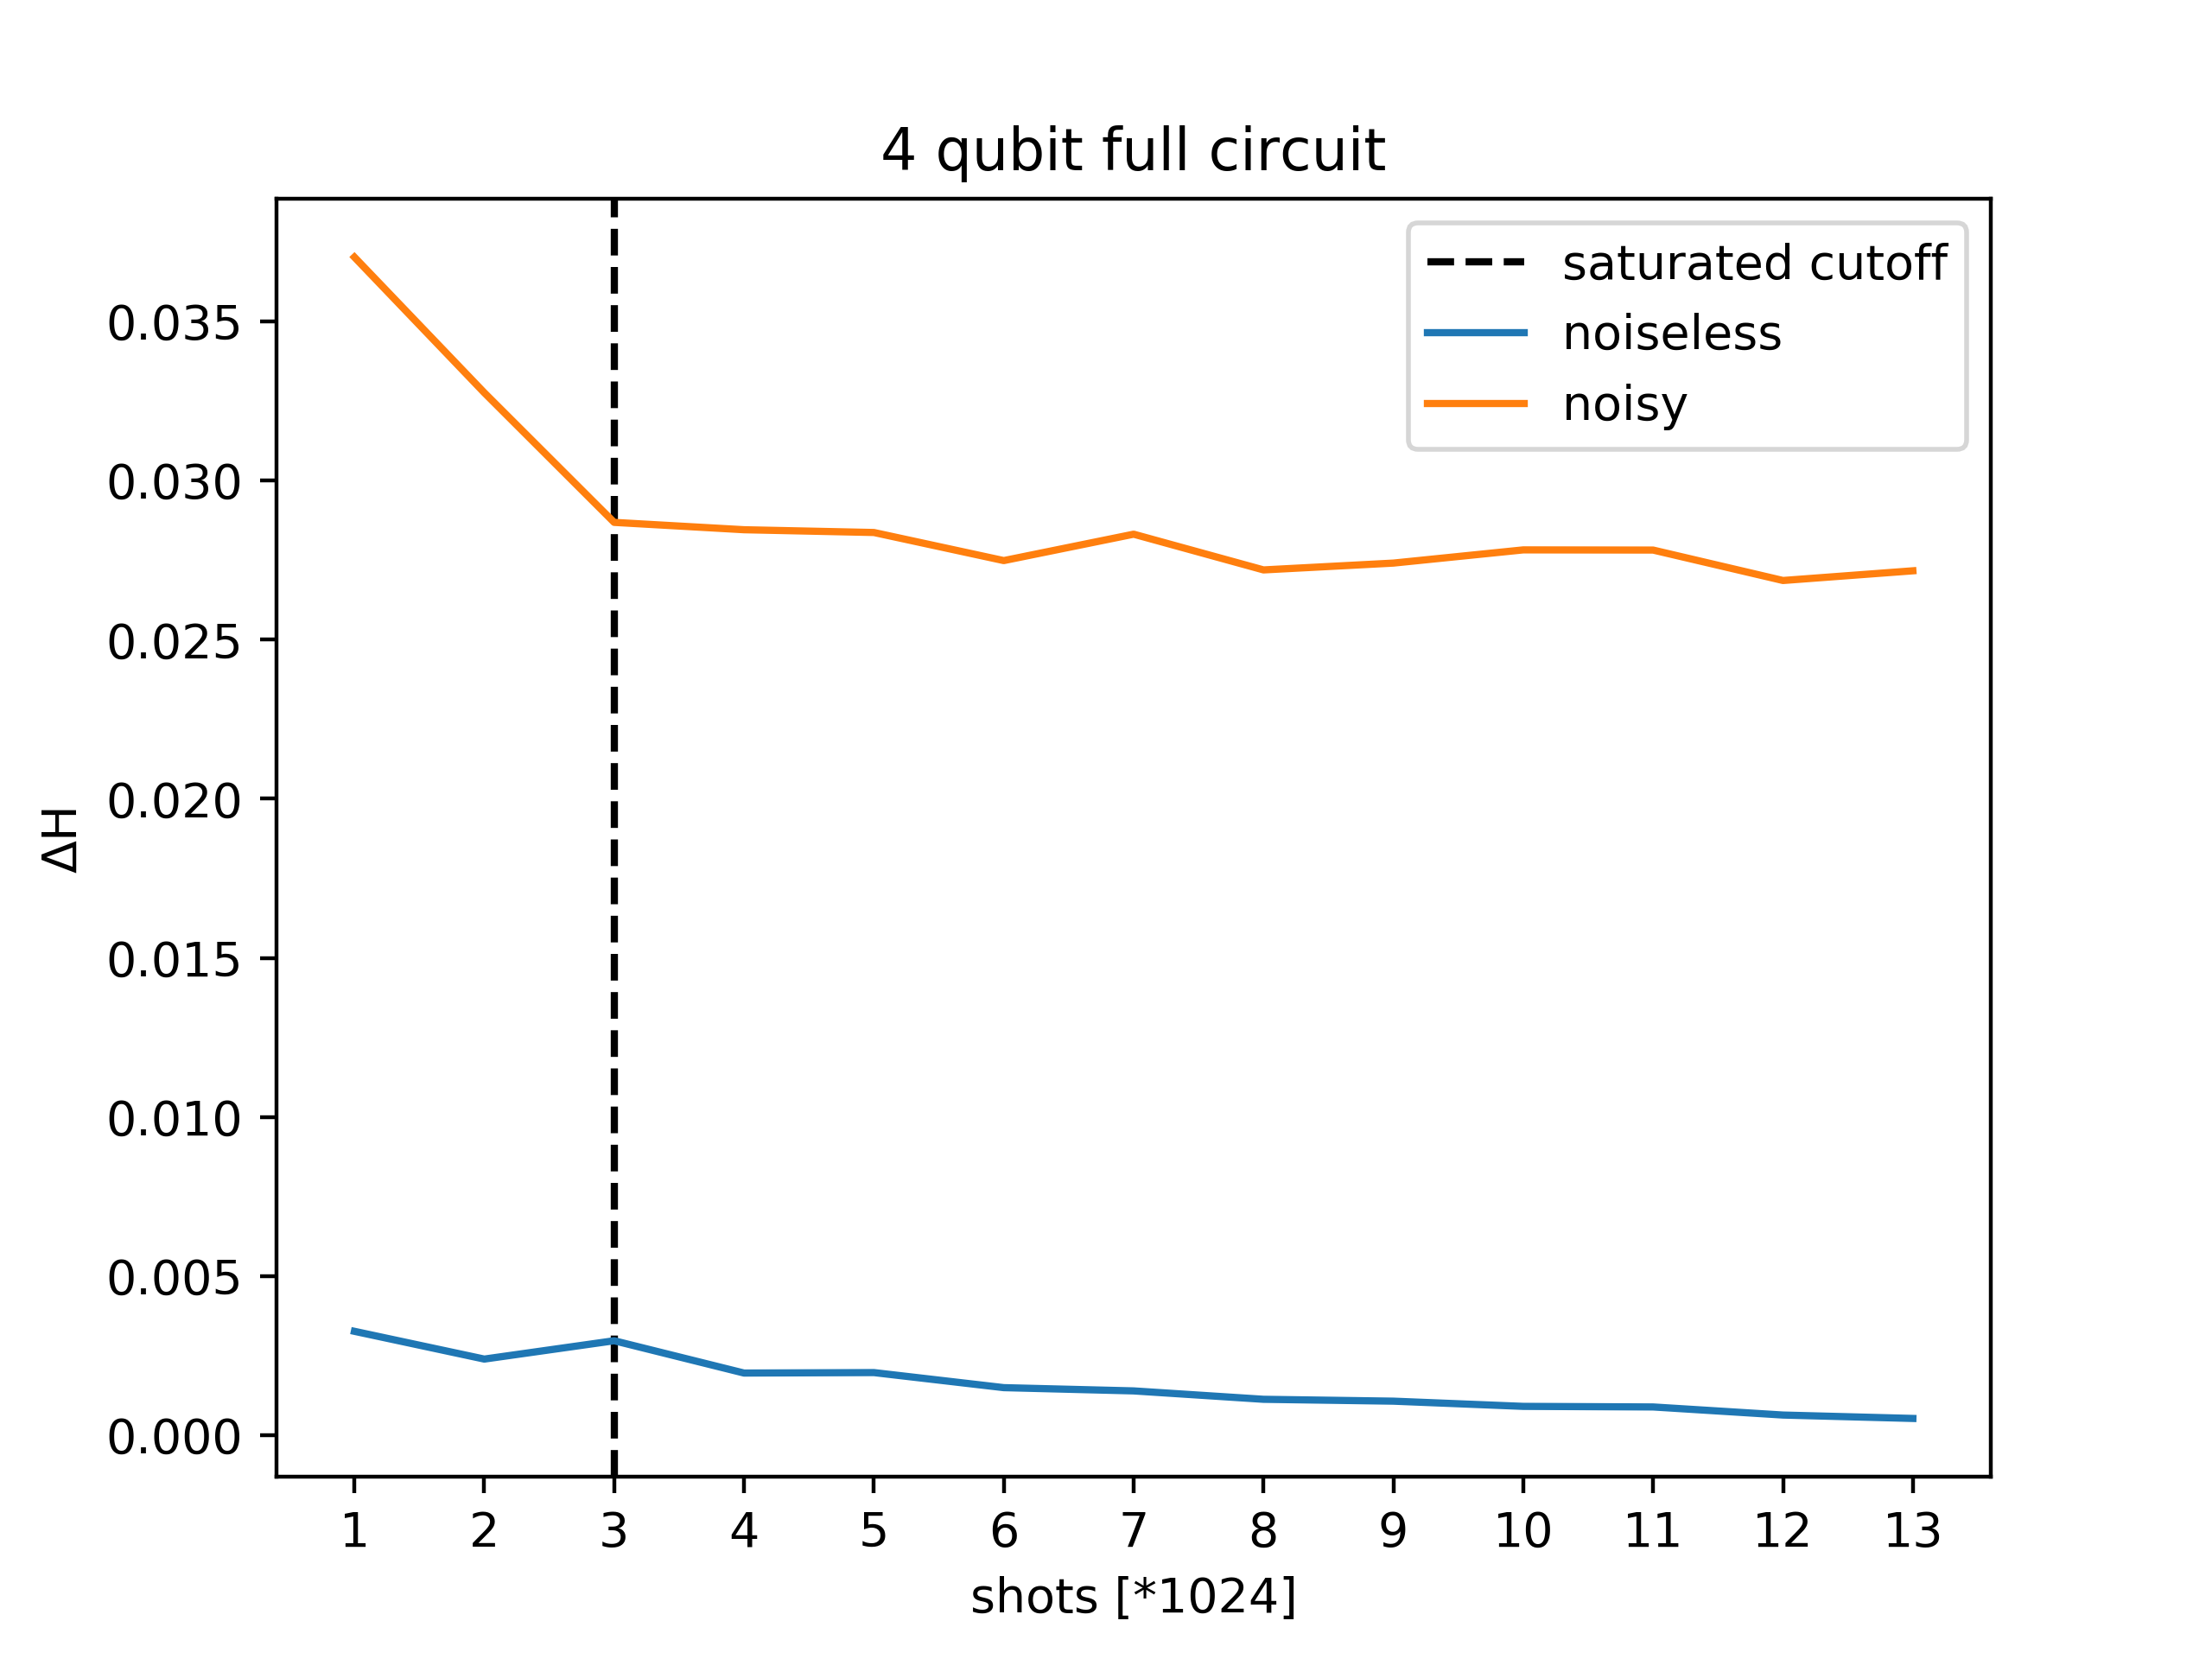 4 qubit full circuit
saturated cutoff
noiseless
noisy
0.035
0.030
0.025
0.020
0.015
0.010
0.005
0.000
ΔH
1 2 3 4 5 6 7 8 9 10 11 12 13
shots [*1024]